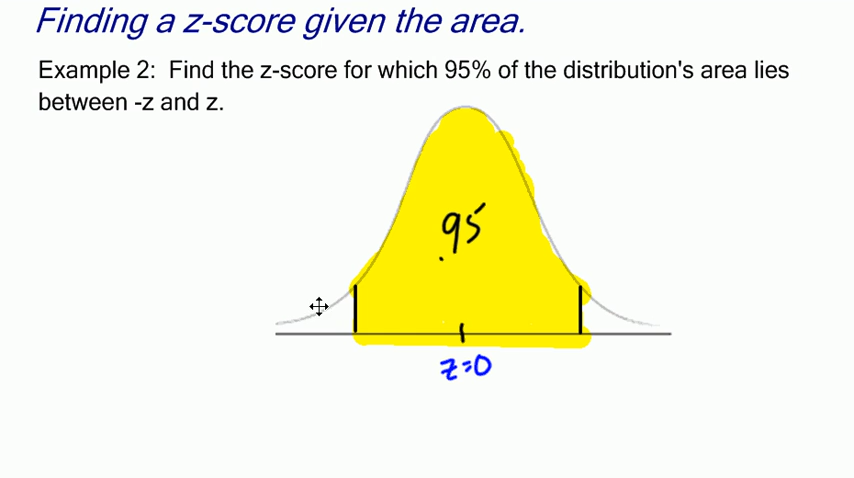 Finding a z-score given the area.
Example 2: Find the z-score for which 95% of the distribution's area lies
between -z and z.
.95
z=0